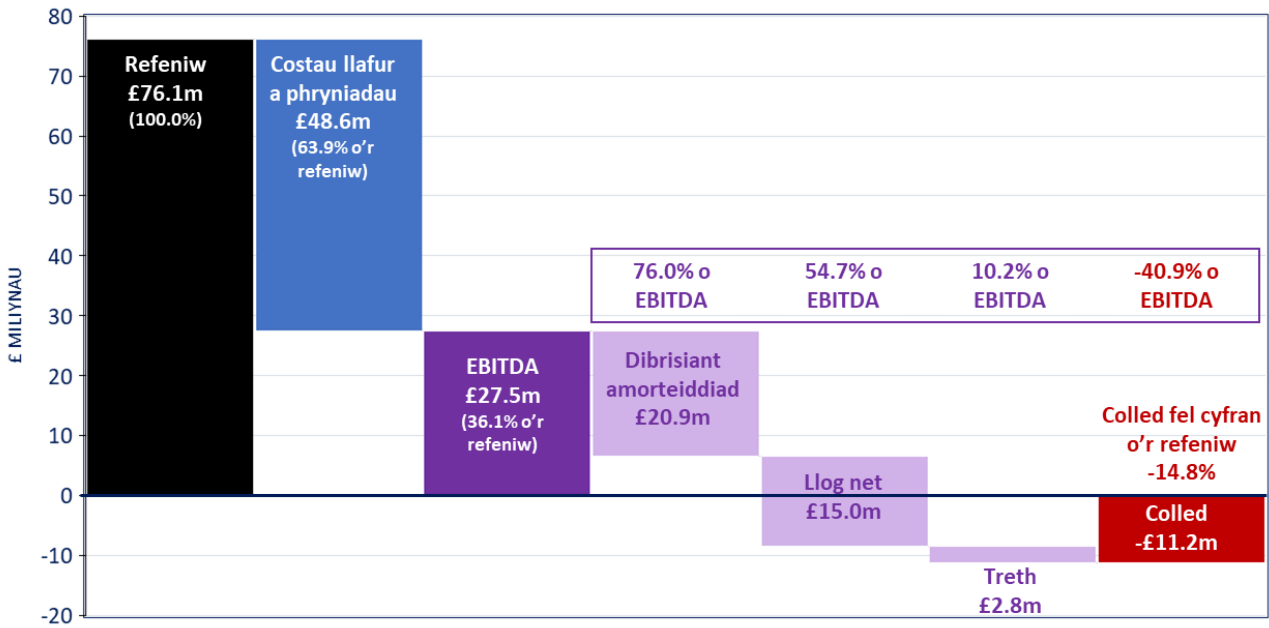 80
70
60
50
40
30
20
10
0
-10
-20
£ MILIYNAU
Refeniw
£76.1m
(100.0%)
Costau llafur
a phryniadau
£48.6m
(63.9% o'r
refeniw)
EBITDA
£27.5m
(36.1% o'r
refeniw)
76.0% o
EBITDA
54.7% o
EBITDA
10.2% o
EBITDA
-40.9% o
EBITDA
Dibrisiant
amorteiddiad
£20.9m
Llog net
£15.0m
Treth
£2.8m
Colled fel cyfran
o'r refeniw
-14.8%
Colled
-£11.2m